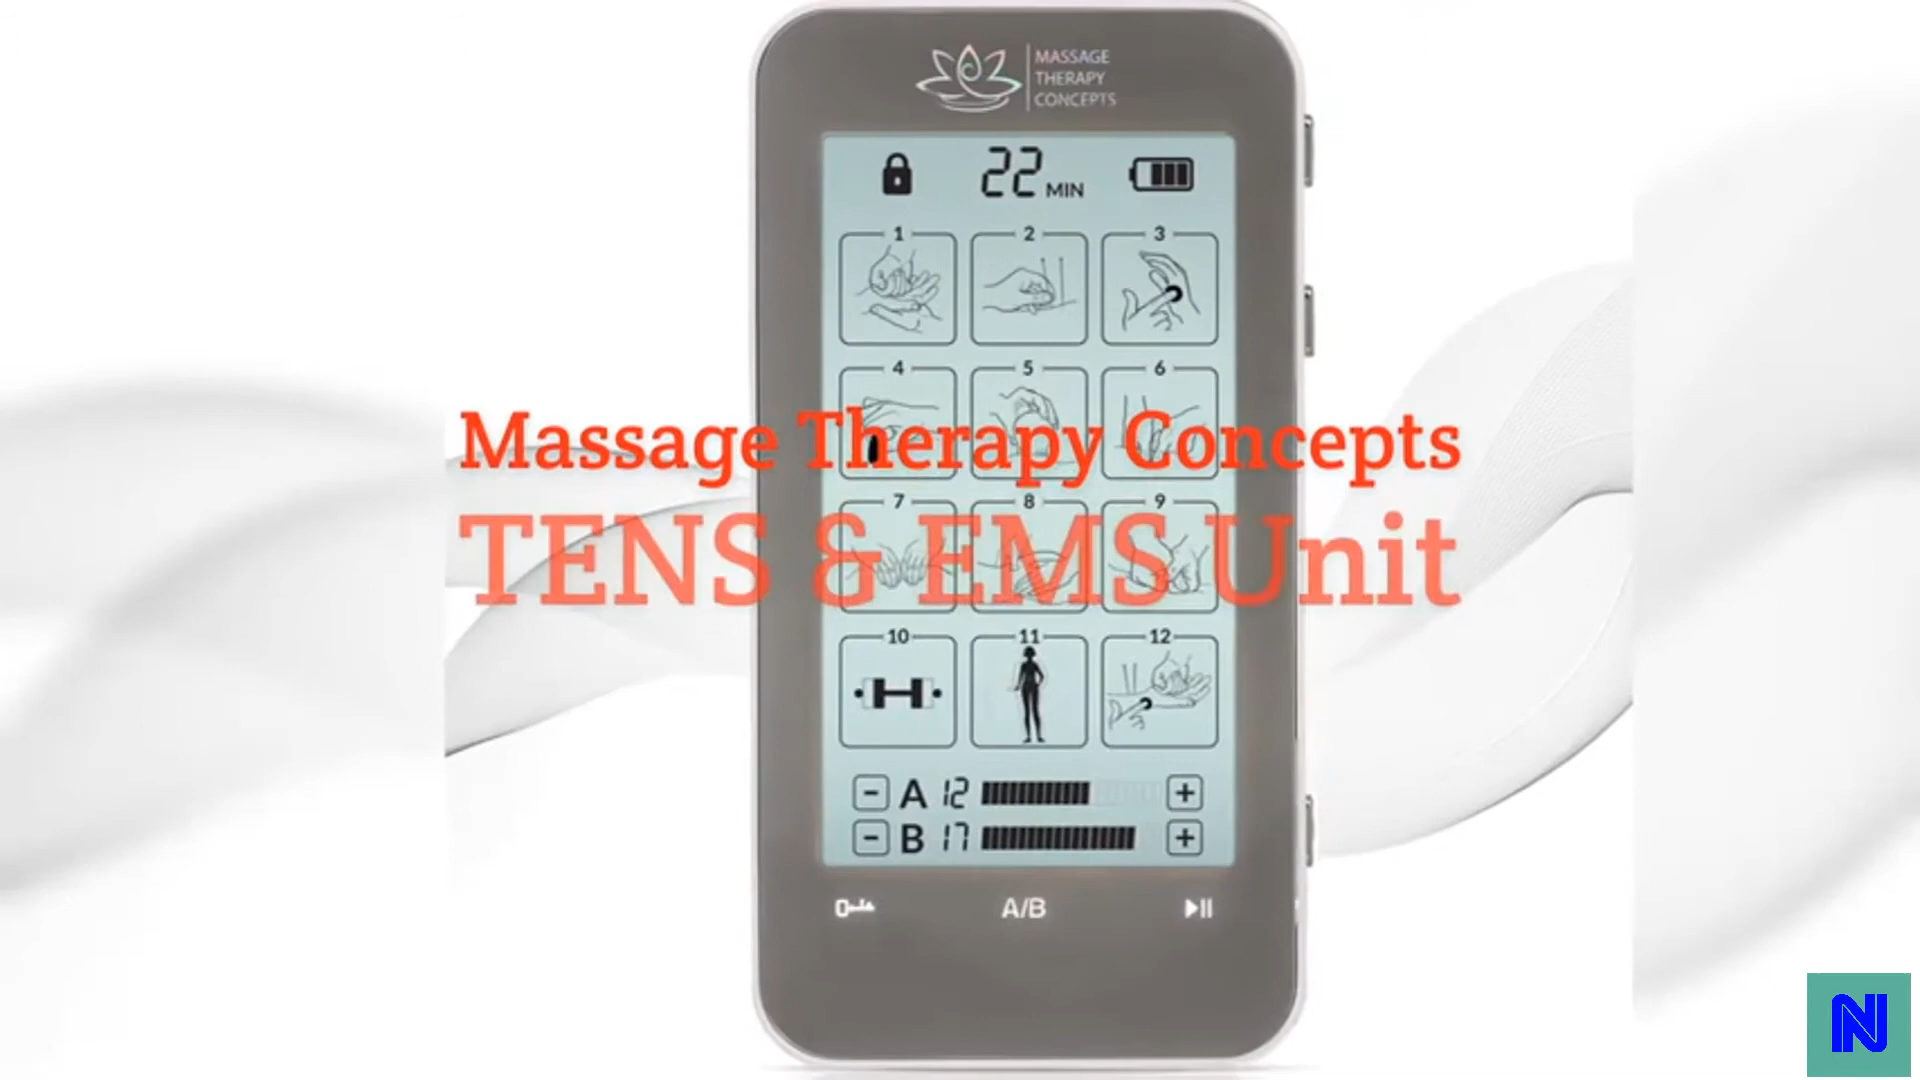 MASSAGE
THERAPY
CONCEPTS
22 MIN
1 2 3
4 5 6
Massage Therapy Concepts
7 8 9
TENS & EMS Unit
10 11 12
- A 12 +
- B 17 +
A/B
N